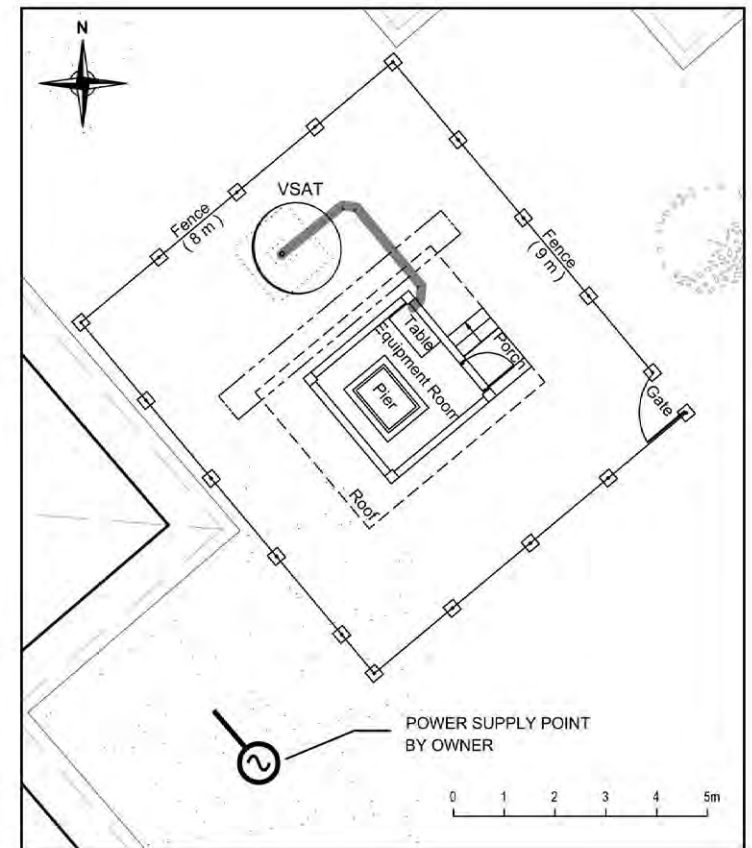 N
VSAT
Fence
( 8 m )
Fence
( 9 m )
Table
Porch
Equipment Room
Pier
Gate
Roof
POWER SUPPLY POINT
BY OWNER
0 1 2 3 4 5m